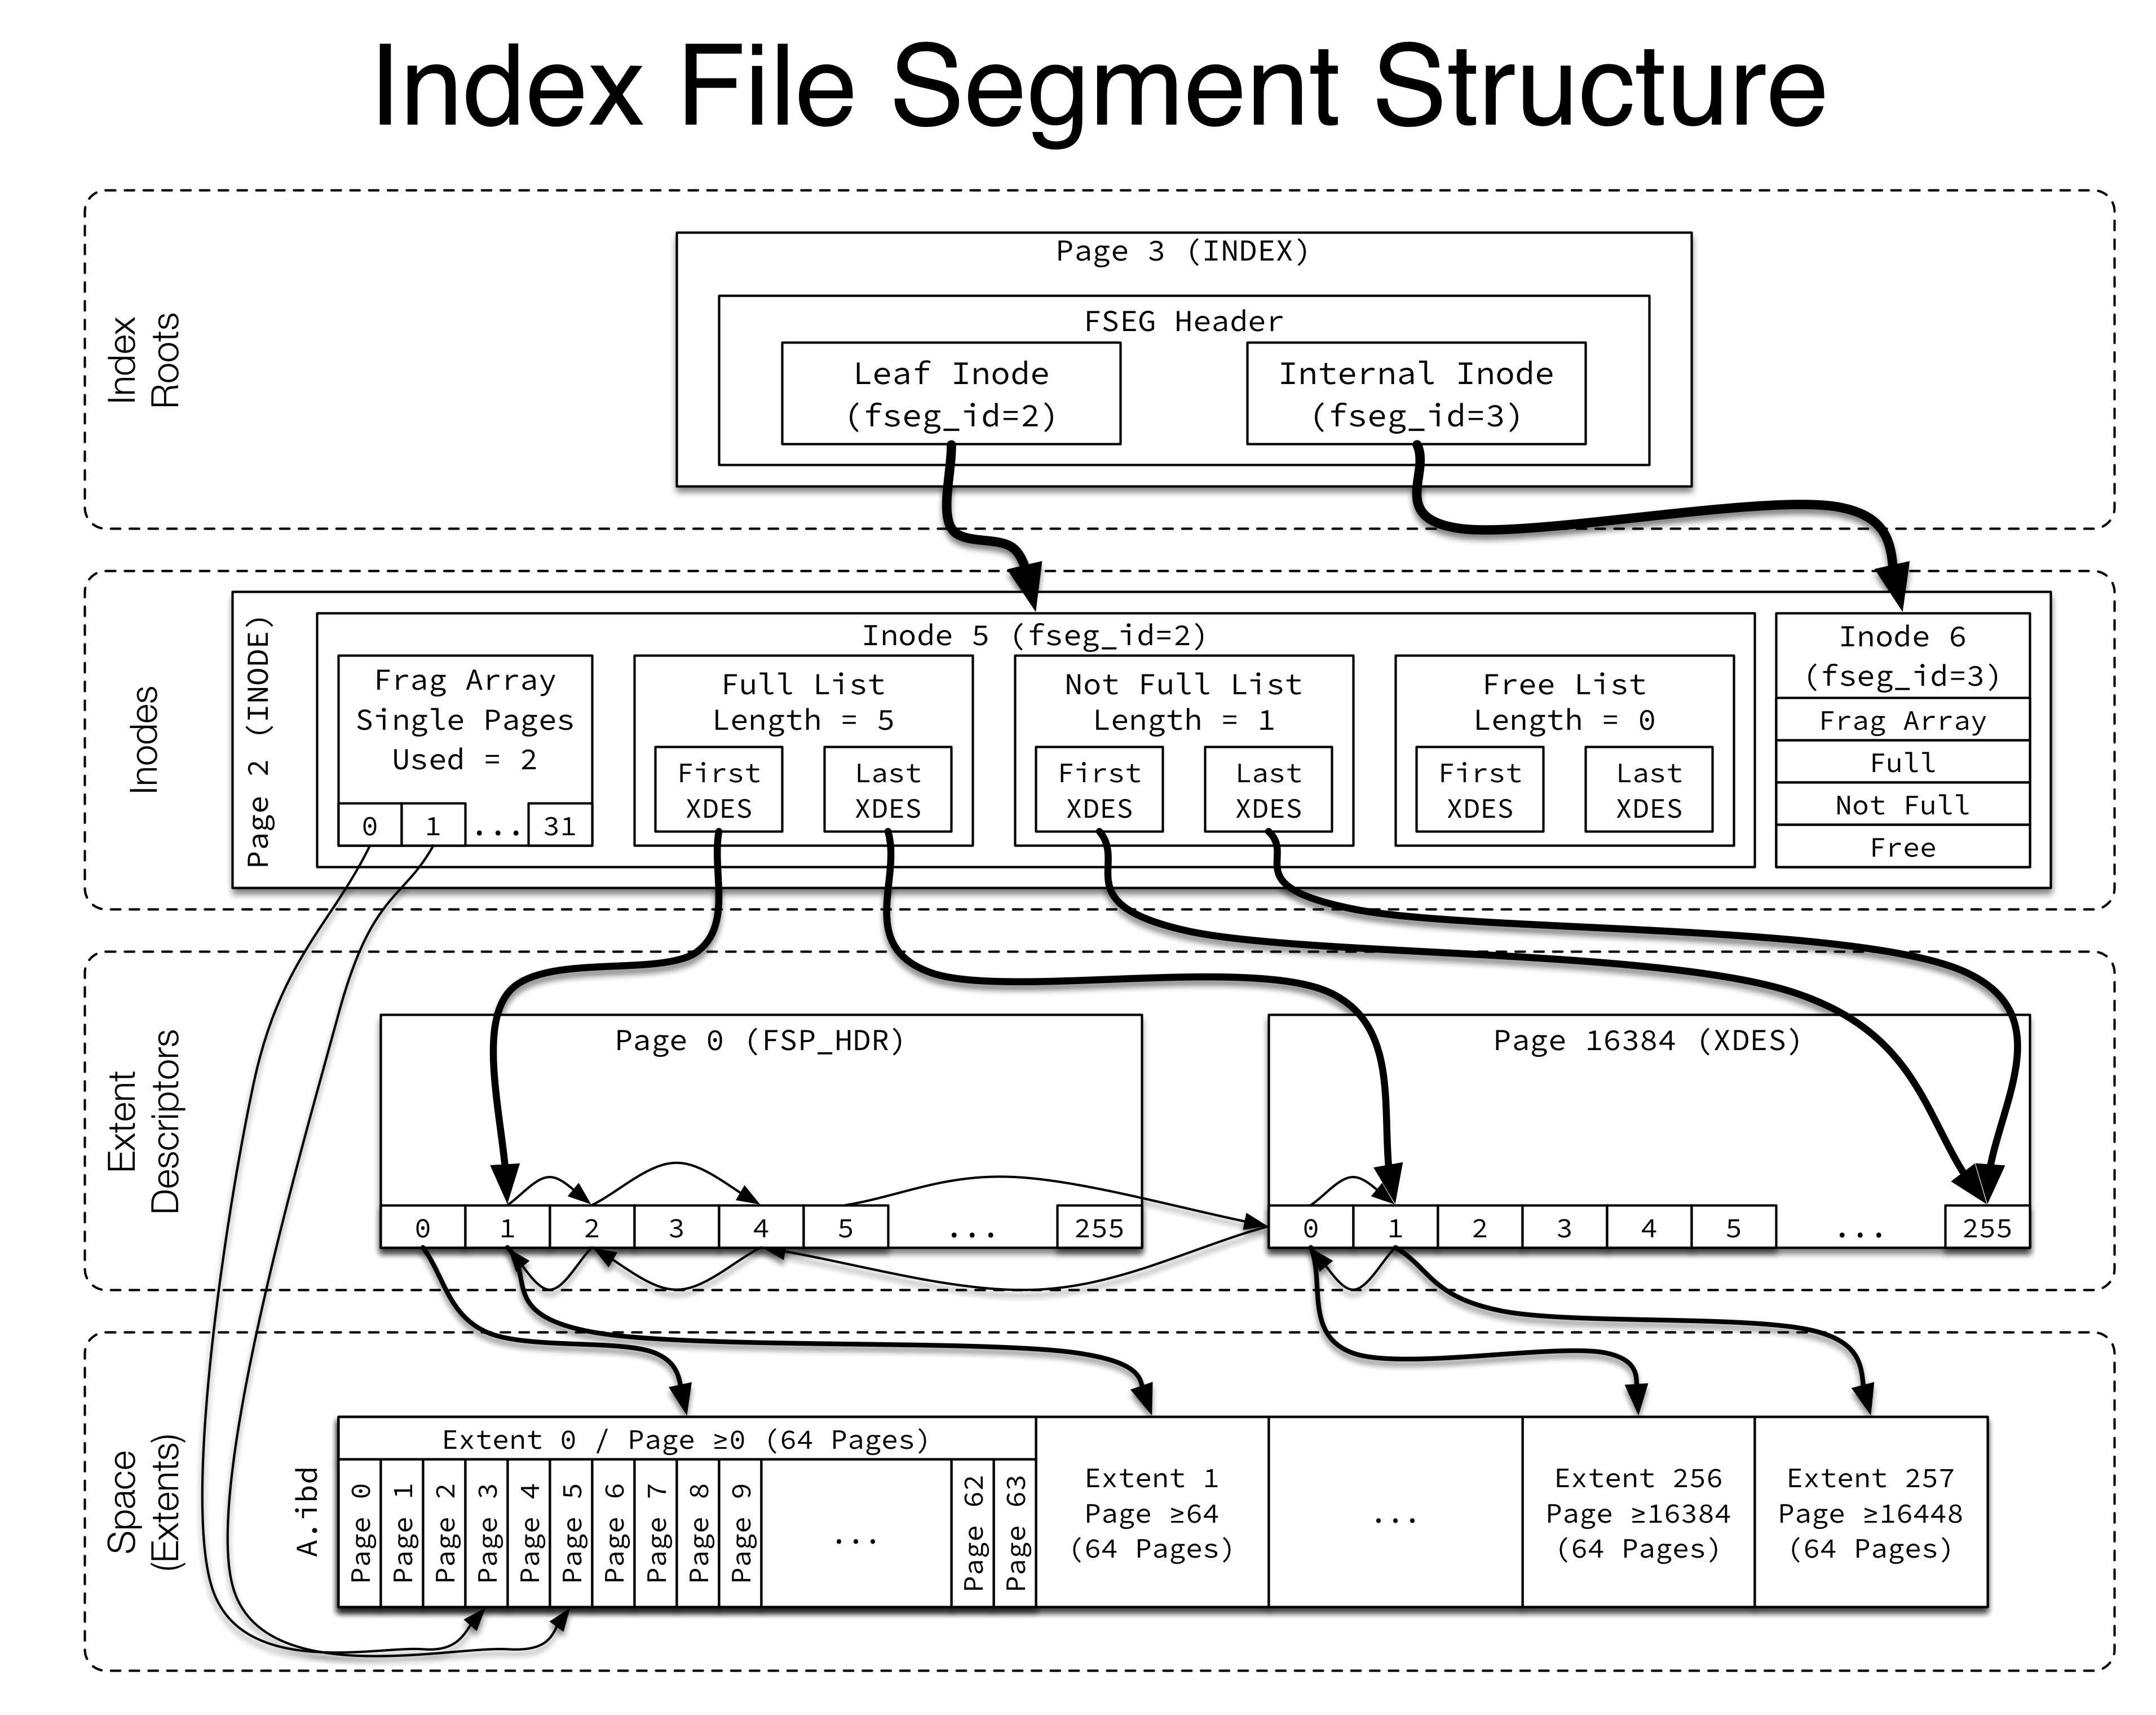 Index File Segment Structure
Index
Roots
Page 3 (INDEX)
FSEG Header
Leaf Inode
(fseg_id=2)
Internal Inode
(fseg_id=3)
Inodes
Page 2 (INODE)
Inode 5 (fseg_id=2)
Frag Array
Single Pages
Used = 2
0 1 ... 31
Full List
Length = 5
First
XDES
Last
XDES
Not Full List
Length = 1
First
XDES
Last
XDES
Free List
Length = 0
First
XDES
Last
XDES
Inode 6
(fseg_id=3)
Frag Array
Full
Not Full
Free
Extent
Descriptors
Page 0 (FSP_HDR)
0 1 2 3 4 5 ... 255
Page 16384 (XDES)
0 1 2 3 4 5 ... 255
Space
(Extents)
A.ibd
Extent 0 / Page ≥0 (64 Pages)
Page 0
Page 1
Page 2
Page 3
Page 4
Page 5
Page 6
Page 7
Page 8
Page 9
...
Page 62
Page 63
Extent 1
Page ≥64
(64 Pages)
...
Extent 256
Page ≥16384
(64 Pages)
Extent 257
Page ≥16448
(64 Pages)